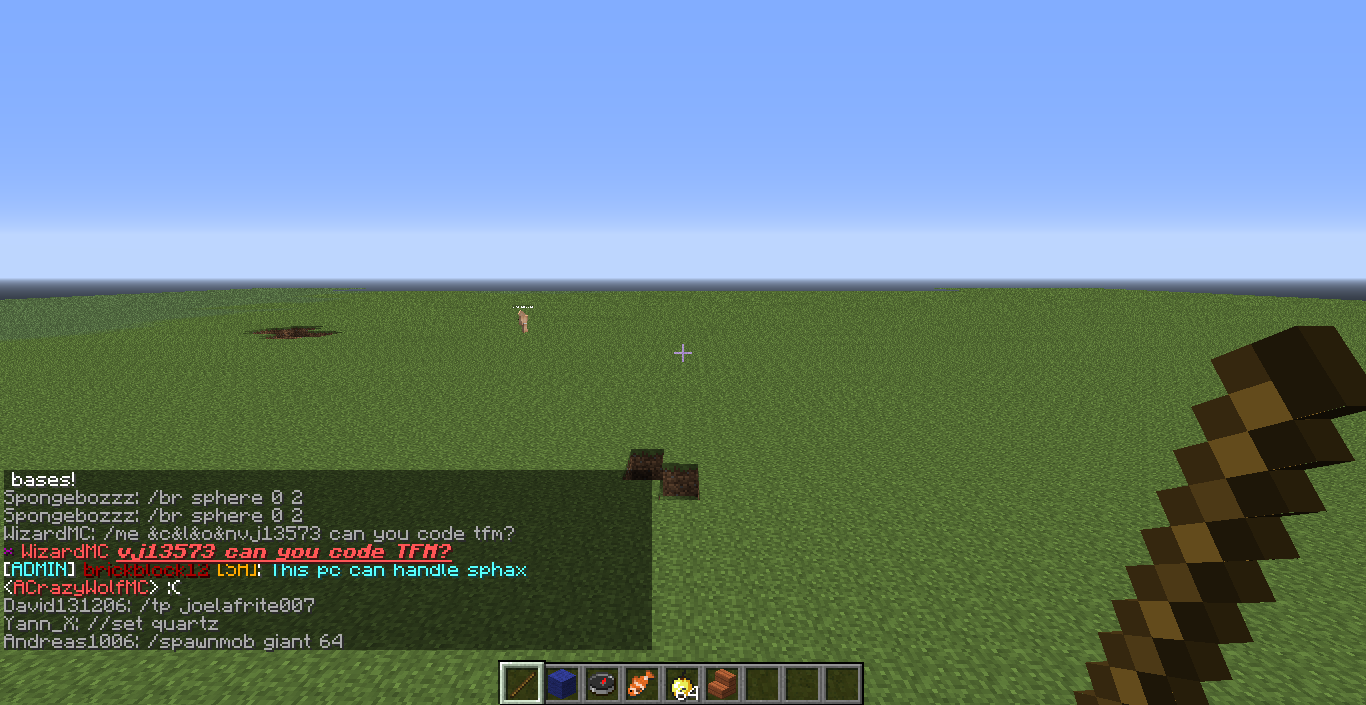 bases!
Spongebozzz: /br sphere 0 2
Spongebozzz: /br sphere 0 2
WizardMC: /me &c&l&o&nvj13573 can you code tfm?
* WizardMC vj13573 can you code TFM?
[ADMIN] brickblock12 [SA]: This pc can handle sphax
<ACrazyWolfMC> :C
David131206: /tp joelafrite007
Yann_X: //set quartz
Andreas1006: /spawnmob giant 64
64